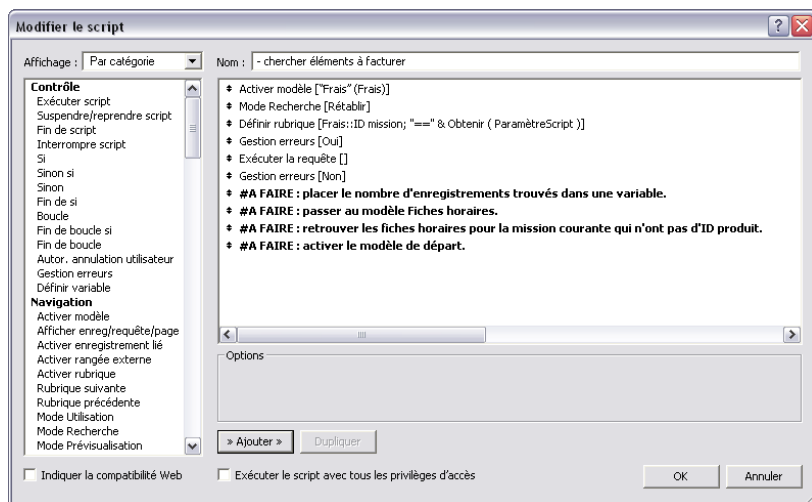 Modifier le script
Affichage : Par catégorie
Nom : - chercher éléments à facturer
Contrôle
Exécuter script
Suspendre/reprendre script
Fin de script
Interrompre script
Si
Sinon si
Sinon
Fin de si
Boucle
Fin de boucle si
Fin de boucle
Autor. annulation utilisateur
Gestion erreurs
Définir variable
Navigation
Activer modèle
Afficher enreg/requête/page
Activer enregistrement lié
Activer rangée externe
Activer rubrique
Rubrique suivante
Rubrique précédente
Mode Utilisation
Mode Recherche
Mode Prévisualisation
Activer modèle ["Frais" (Frais)]
Mode Recherche [Rétablir]
Définir rubrique [Frais::ID mission; "==" & Obtenir ( ParamètreScript )]
Gestion erreurs [Oui]
Exécuter la requête []
Gestion erreurs [Non]
#A FAIRE : placer le nombre d'enregistrements trouvés dans une variable.
#A FAIRE : passer au modèle Fiches horaires.
#A FAIRE : retrouver les fiches horaires pour la mission courante qui n'ont pas d'ID produit.
#A FAIRE : activer le modèle de départ.
Options
» Ajouter »
Dupliquer
Indiquer la compatibilité Web
Exécuter le script avec tous les privilèges d'accès
OK
Annuler